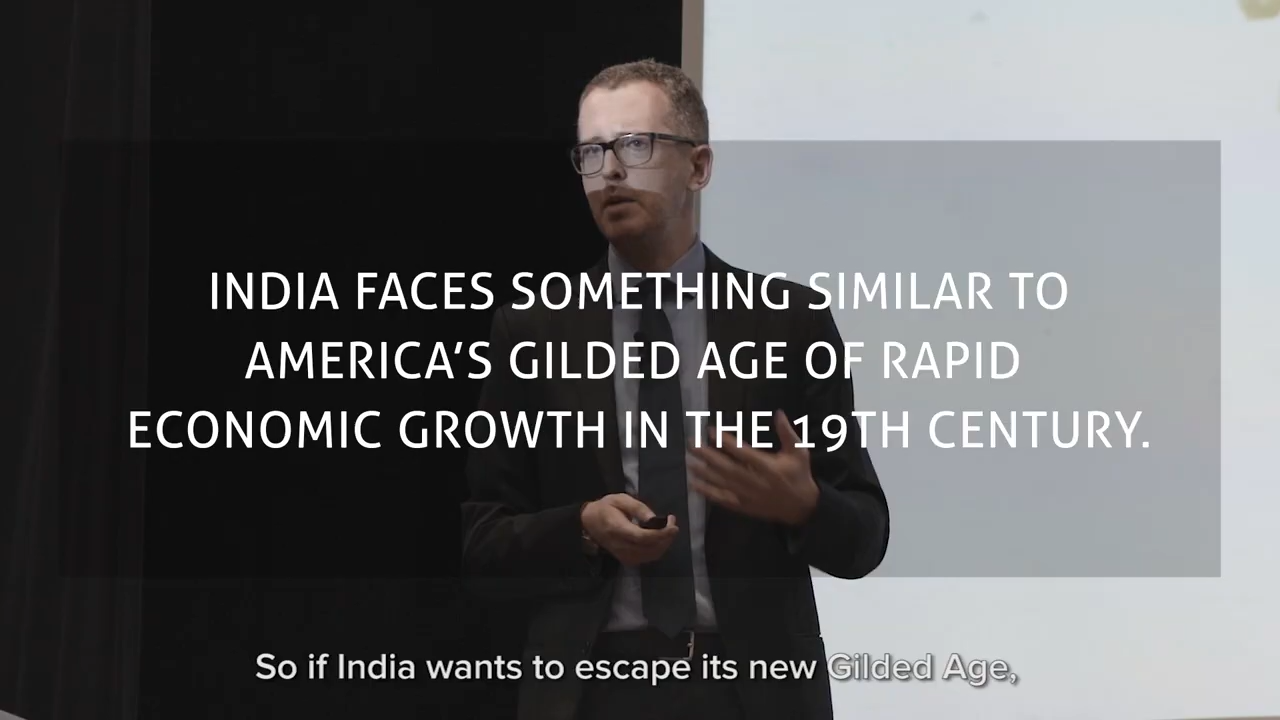 INDIA FACES SOMETHING SIMILAR TO
AMERICA'S GILDED AGE OF RAPID
ECONOMIC GROWTH IN THE 19TH CENTURY.
So if India wants to escape its new Gilded Age,